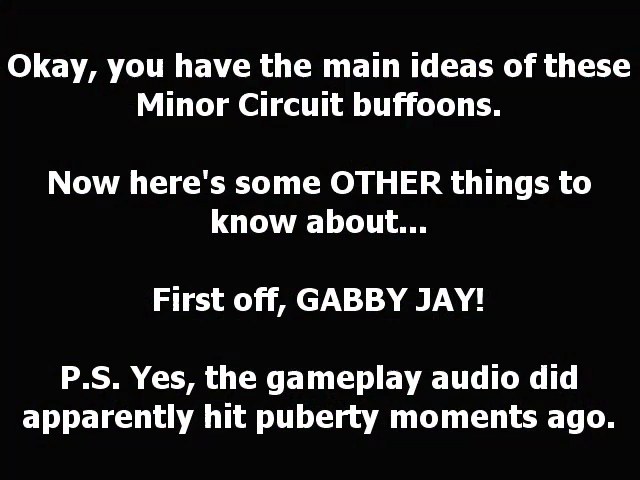 Okay, you have the main ideas of these
Minor Circuit buffoons.
Now here's some OTHER things to
know about...
First off, GABBY JAY!
P.S. Yes, the gameplay audio did
apparently hit puberty moments ago.